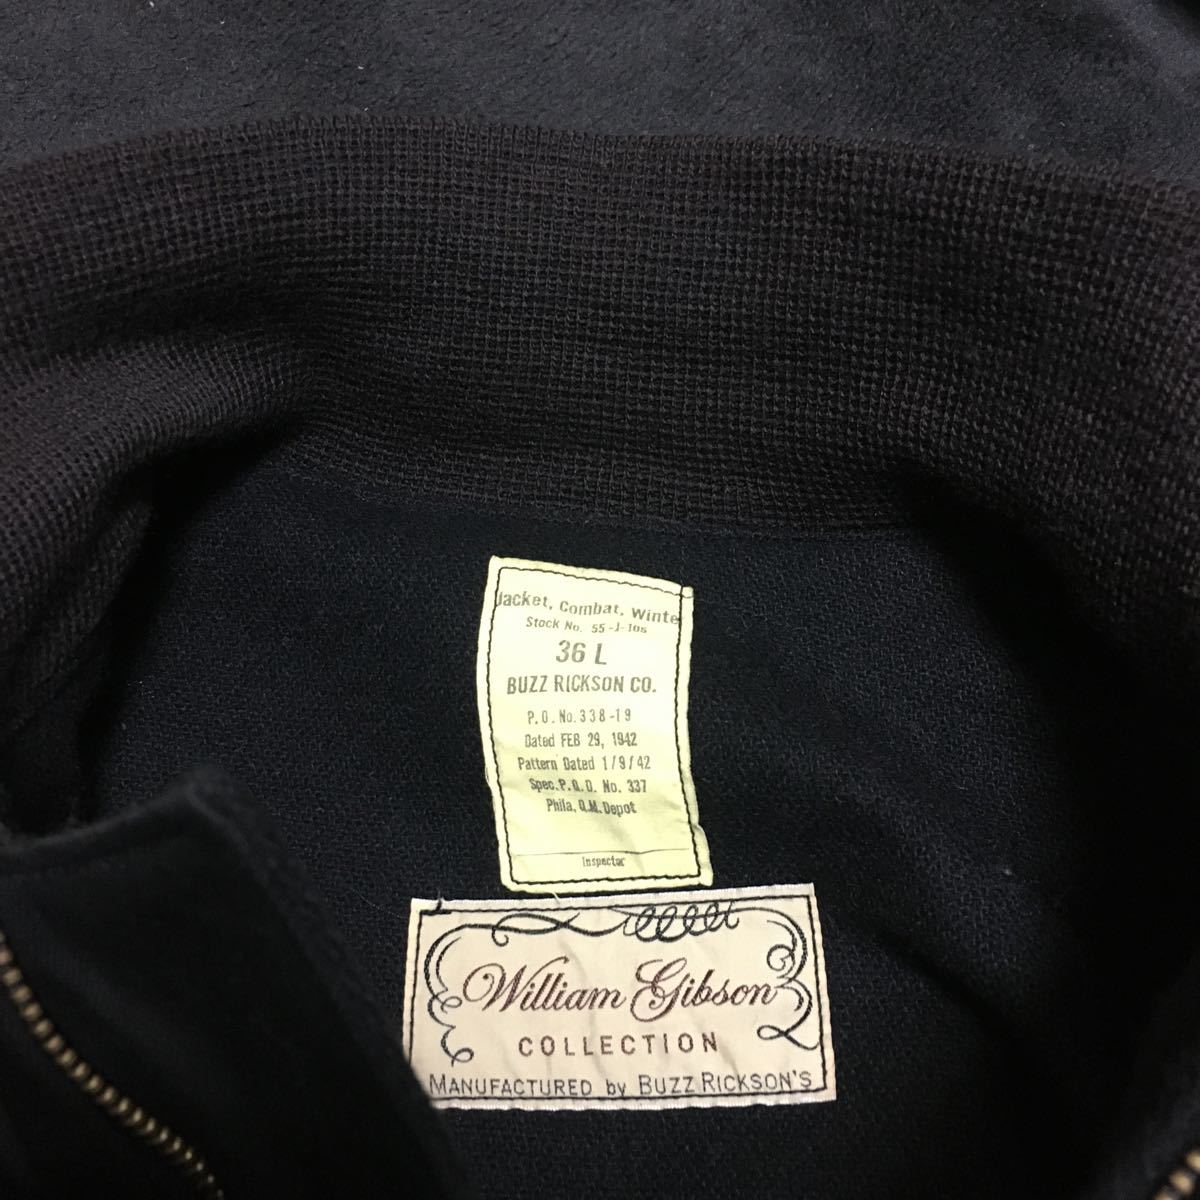 Jacket, Combat, Winte
Stock No. 55-J-105
36 L
BUZZ RICKSON CO.
P.O. No. 338-19
Dated FEB 29, 1942
Pattern Dated 1/9/42
Spec. P.Q.D. No. 337
Phila, Q.M. Depot
Inspector
William Gibson
COLLECTION
MANUFACTURED by BUZZ RICKSON'S